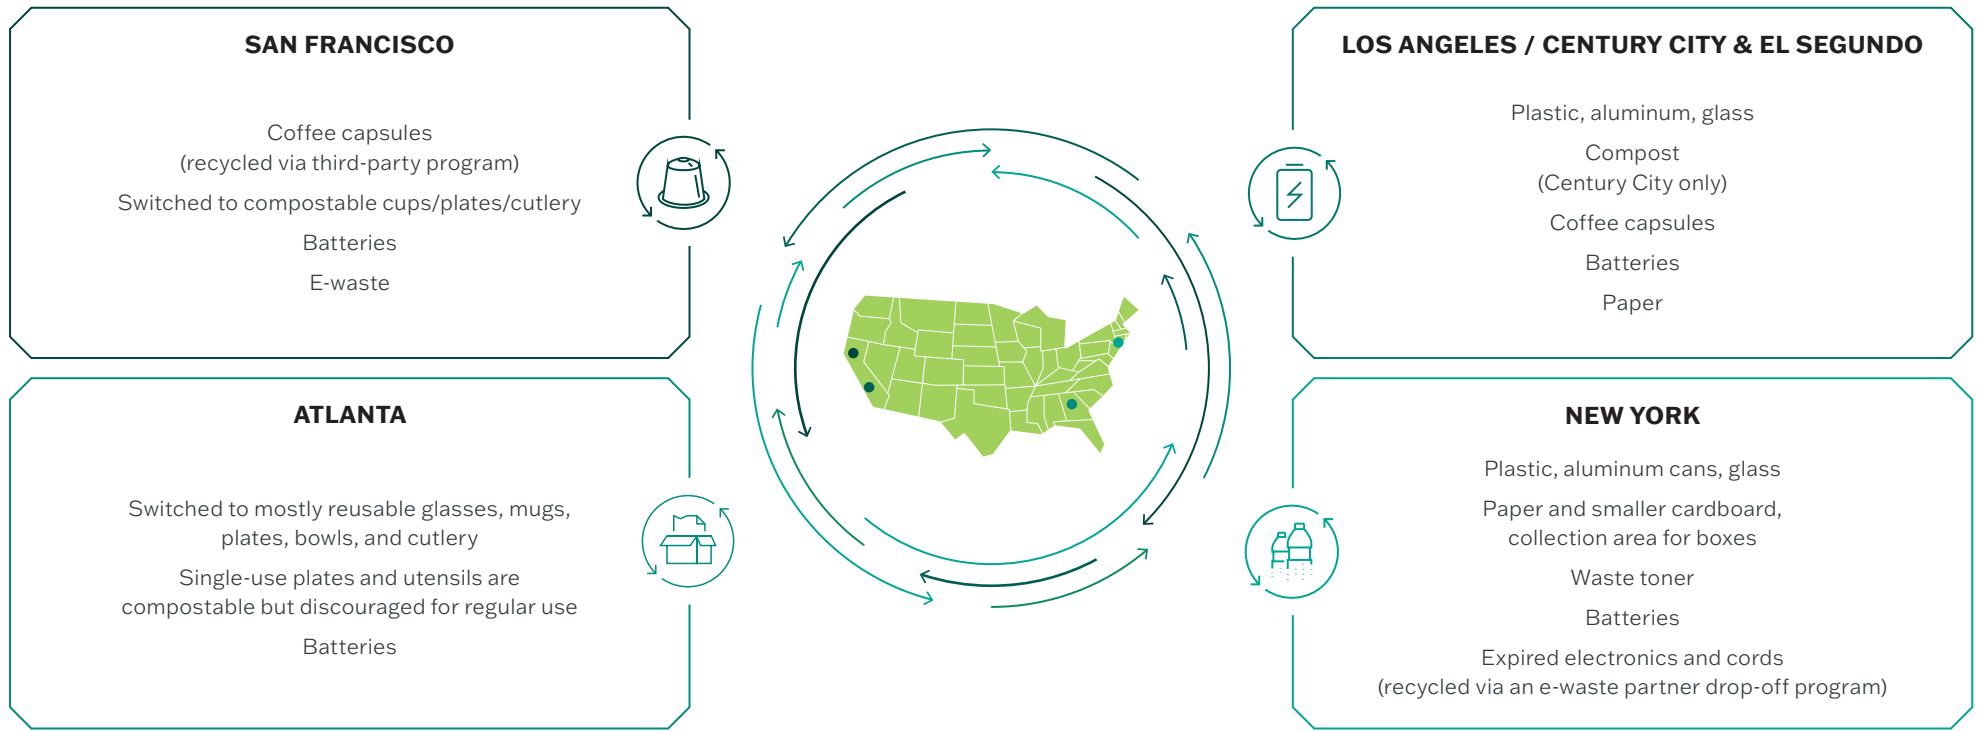 SAN FRANCISCO
Coffee capsules
(recycled via third-party program)
Switched to compostable cups/plates/cutlery
Batteries
E-waste
LOS ANGELES / CENTURY CITY & EL SEGUNDO
Plastic, aluminum, glass
Compost
(Century City only)
Coffee capsules
Batteries
Paper
ATLANTA
Switched to mostly reusable glasses, mugs,
plates, bowls, and cutlery
Single-use plates and utensils are
compostable but discouraged for regular use
Batteries
NEW YORK
Plastic, aluminum cans, glass
Paper and smaller cardboard,
collection area for boxes
Waste toner
Batteries
Expired electronics and cords
(recycled via an e-waste partner drop-off program)